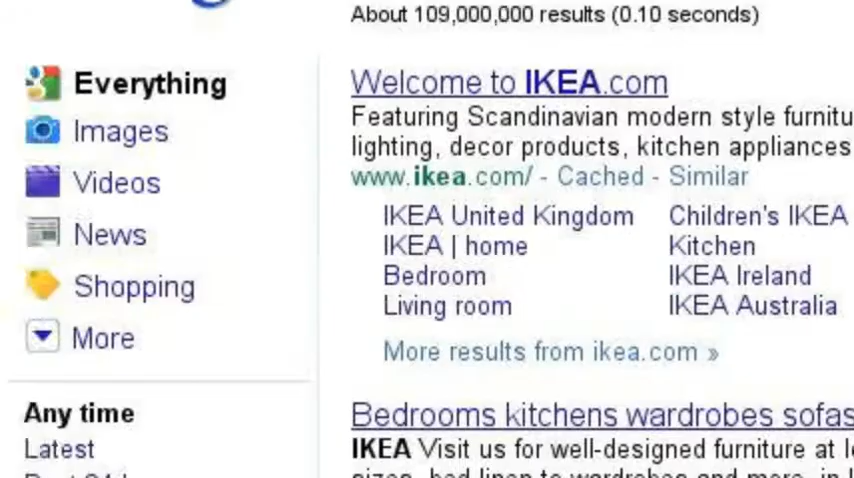 About 109,000,000 results (0.10 seconds)
Everything
Images
Videos
News
Shopping
More
Any time
Latest
Welcome to IKEA.com
Featuring Scandinavian modern style
lighting, decor products, kitchen appliances
www.ikea.com/ - Cached - Similar
IKEA United Kingdom Children's IKEA
IKEA | home Kitchen
Bedroom IKEA Ireland
Living room IKEA Australia
More results from ikea.com »
Bedrooms kitchens wardrobes sofas
IKEA Visit us for well-designed furniture at